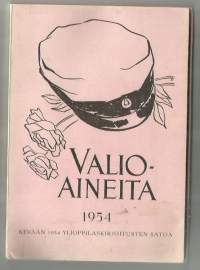 VALIO-
AINEITA
1954
KEVÄÄN 1954 YLIOPPILASKIRJOITUSTEN SATOA